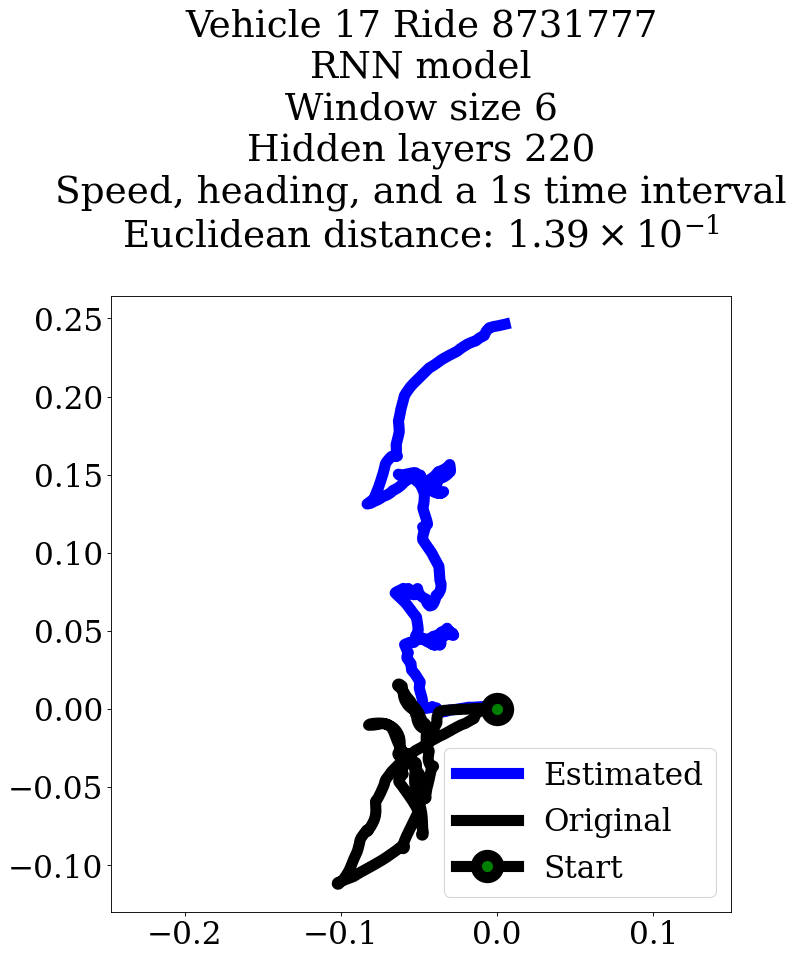 Vehicle 17 Ride 8731777
RNN model
Window size 6
Hidden layers 220
Speed, heading, and a 1s time interval
Euclidean distance: 1.39 × 10⁻¹
0.25
0.20
0.15
0.10
0.05
0.00
−0.05
−0.10
−0.2
−0.1
0.0
0.1
Estimated
Original
Start